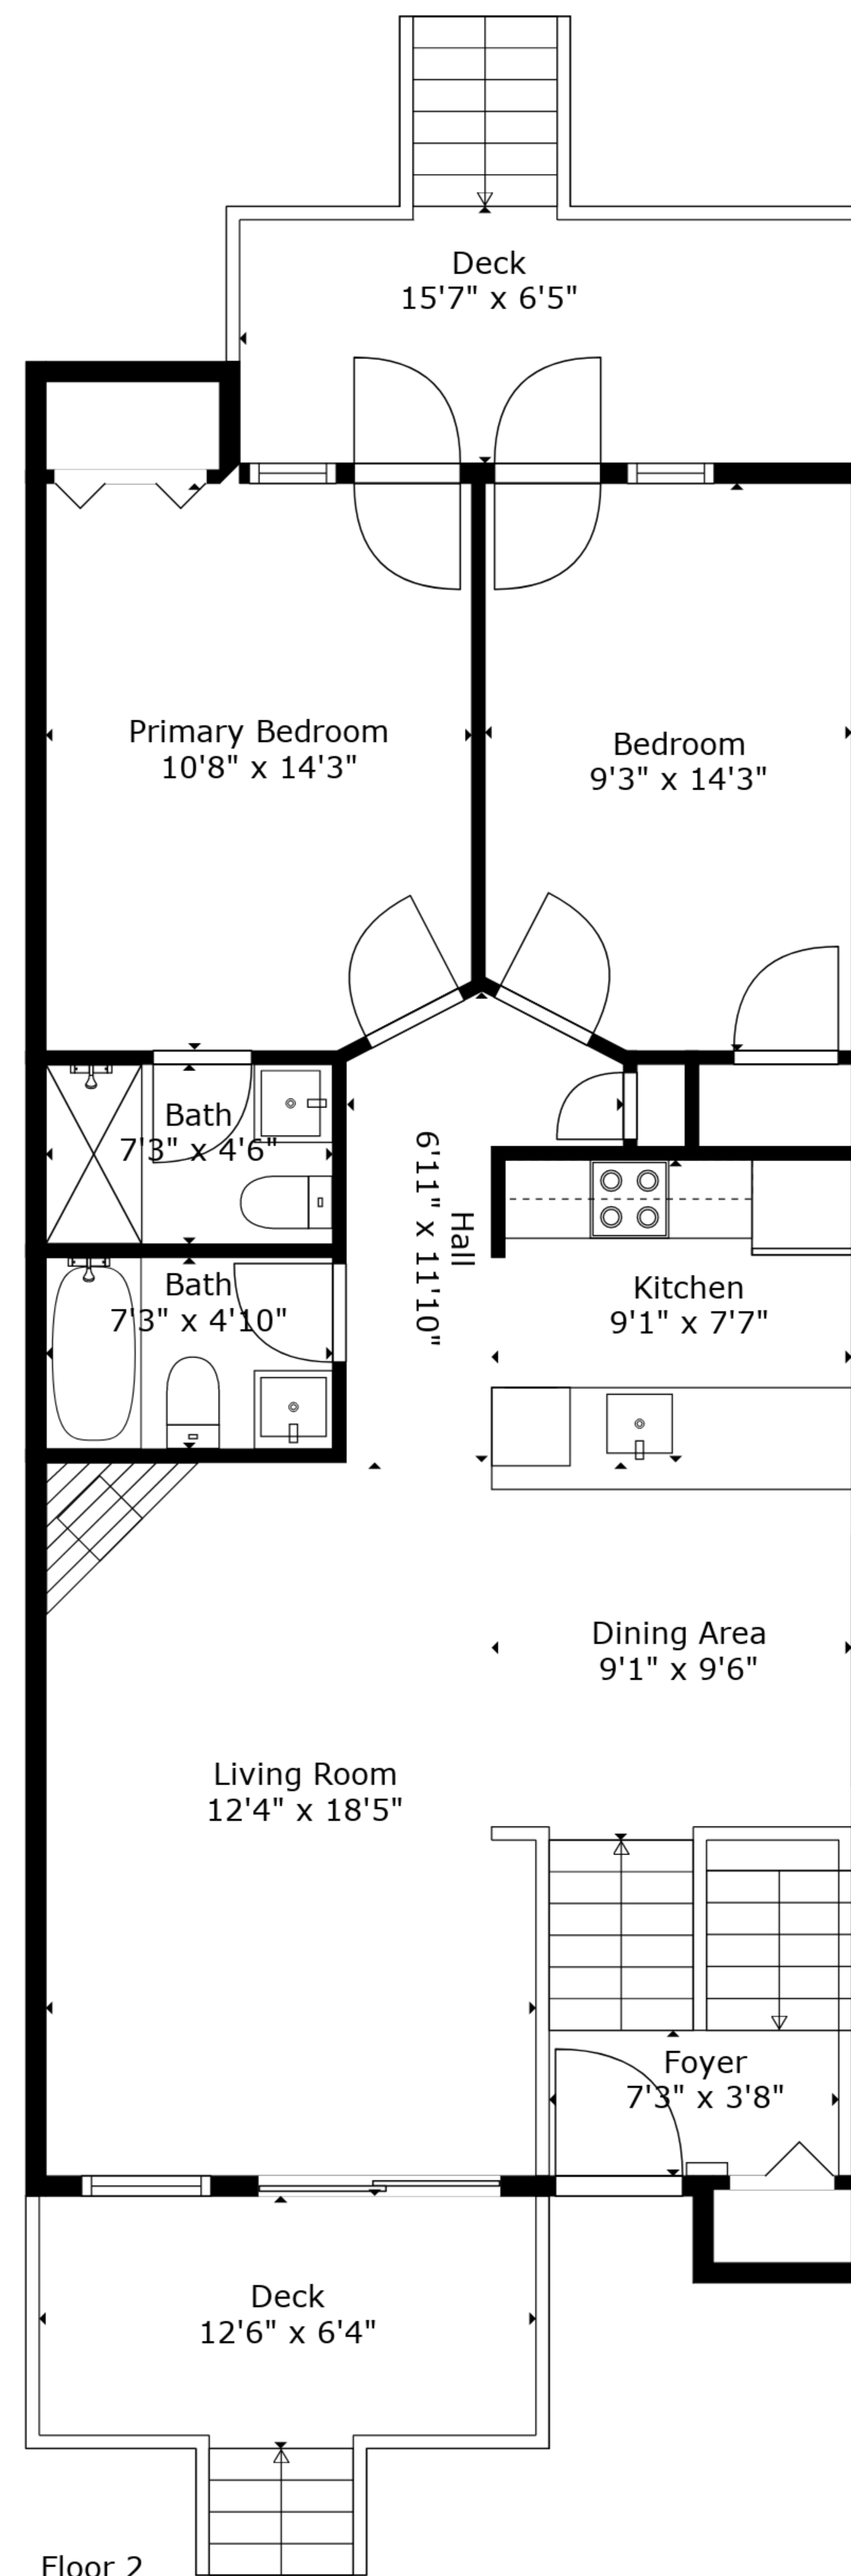 Deck
15'7" x 6'5"
Primary Bedroom
10'8" x 14'3"
Bedroom
9'3" x 14'3"
Bath
7'3" x 4'6"
Hall
6'11" x 11'10"
Bath
7'3" x 4'10"
Kitchen
9'1" x 7'7"
Dining Area
9'1" x 9'6"
Living Room
12'4" x 18'5"
Foyer
7'3" x 3'8"
Deck
12'6" x 6'4"
Floor 2